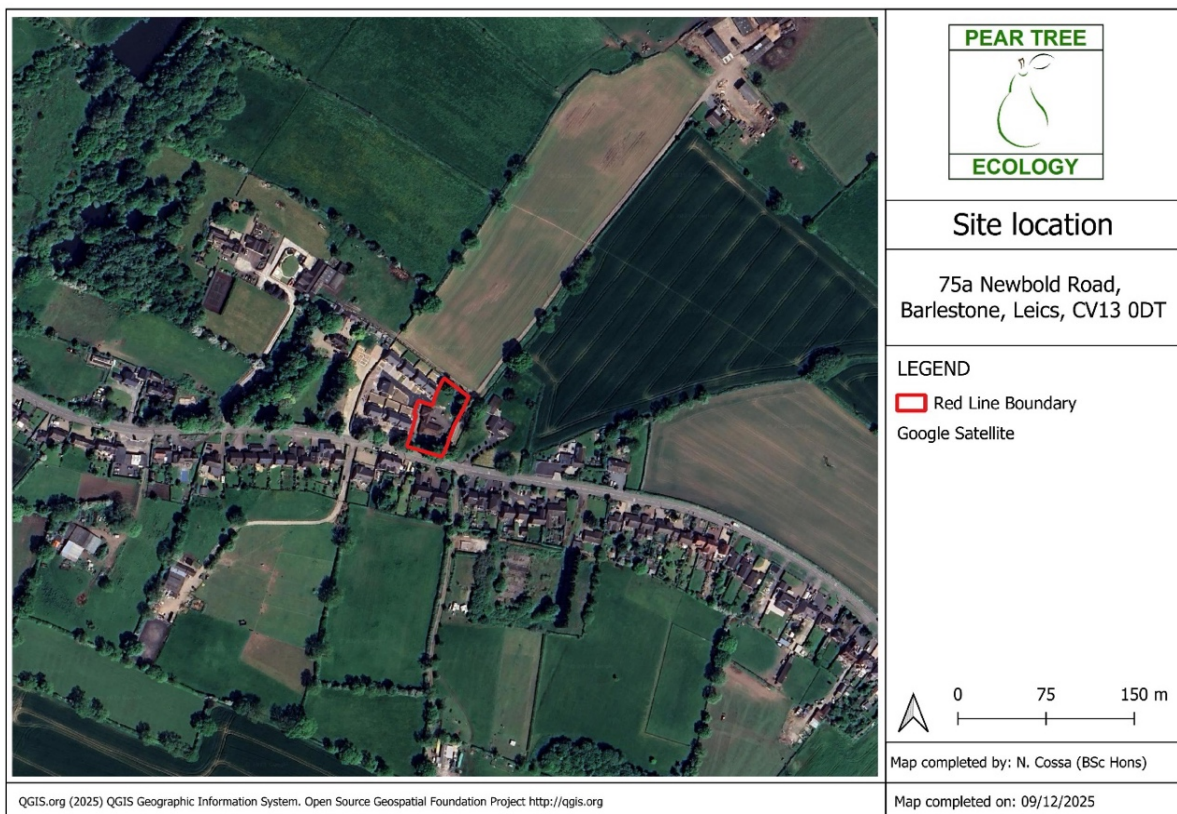 PEAR TREE
ECOLOGY
Site location
75a Newbold Road,
Barlestone, Leics, CV13 0DT
LEGEND
Red Line Boundary
Google Satellite
0 75 150 m
Map completed by: N. Cossa (BSc Hons)
QGIS.org (2025) QGIS Geographic Information System. Open Source Geospatial Foundation Project http://qgis.org
Map completed on: 09/12/2025